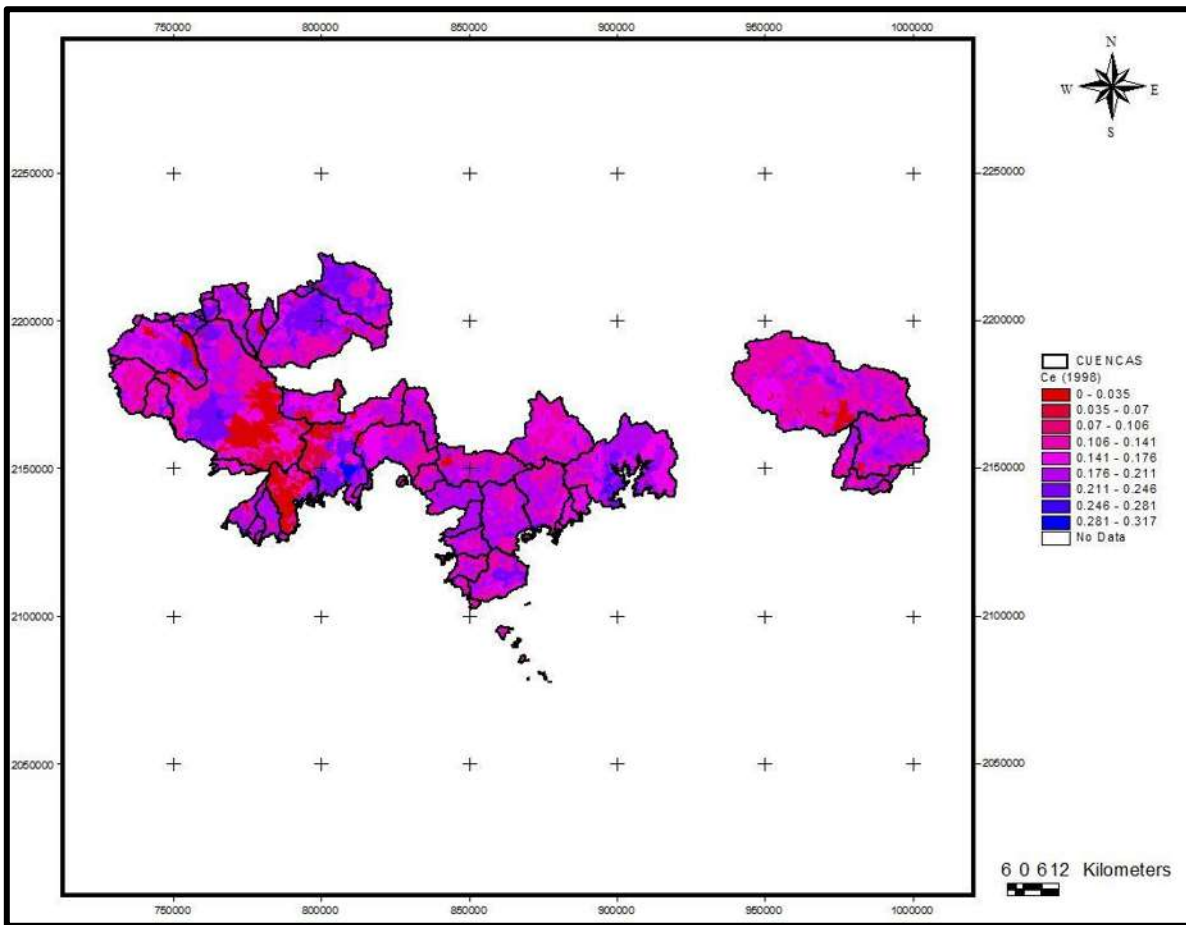 750000 800000 850000 900000 950000 1000000
N
W E
S
2250000 2250000
2200000 2200000
CUENCAS
Ce (1998)
0 - 0.035
0.035 - 0.07
0.07 - 0.106
0.106 - 0.141
0.141 - 0.176
0.176 - 0.211
0.211 - 0.246
0.246 - 0.281
0.281 - 0.317
No Data
2150000 2150000
2100000 2100000
2050000 2050000
6 0 6 12 Kilometers
750000 800000 850000 900000 950000 1000000